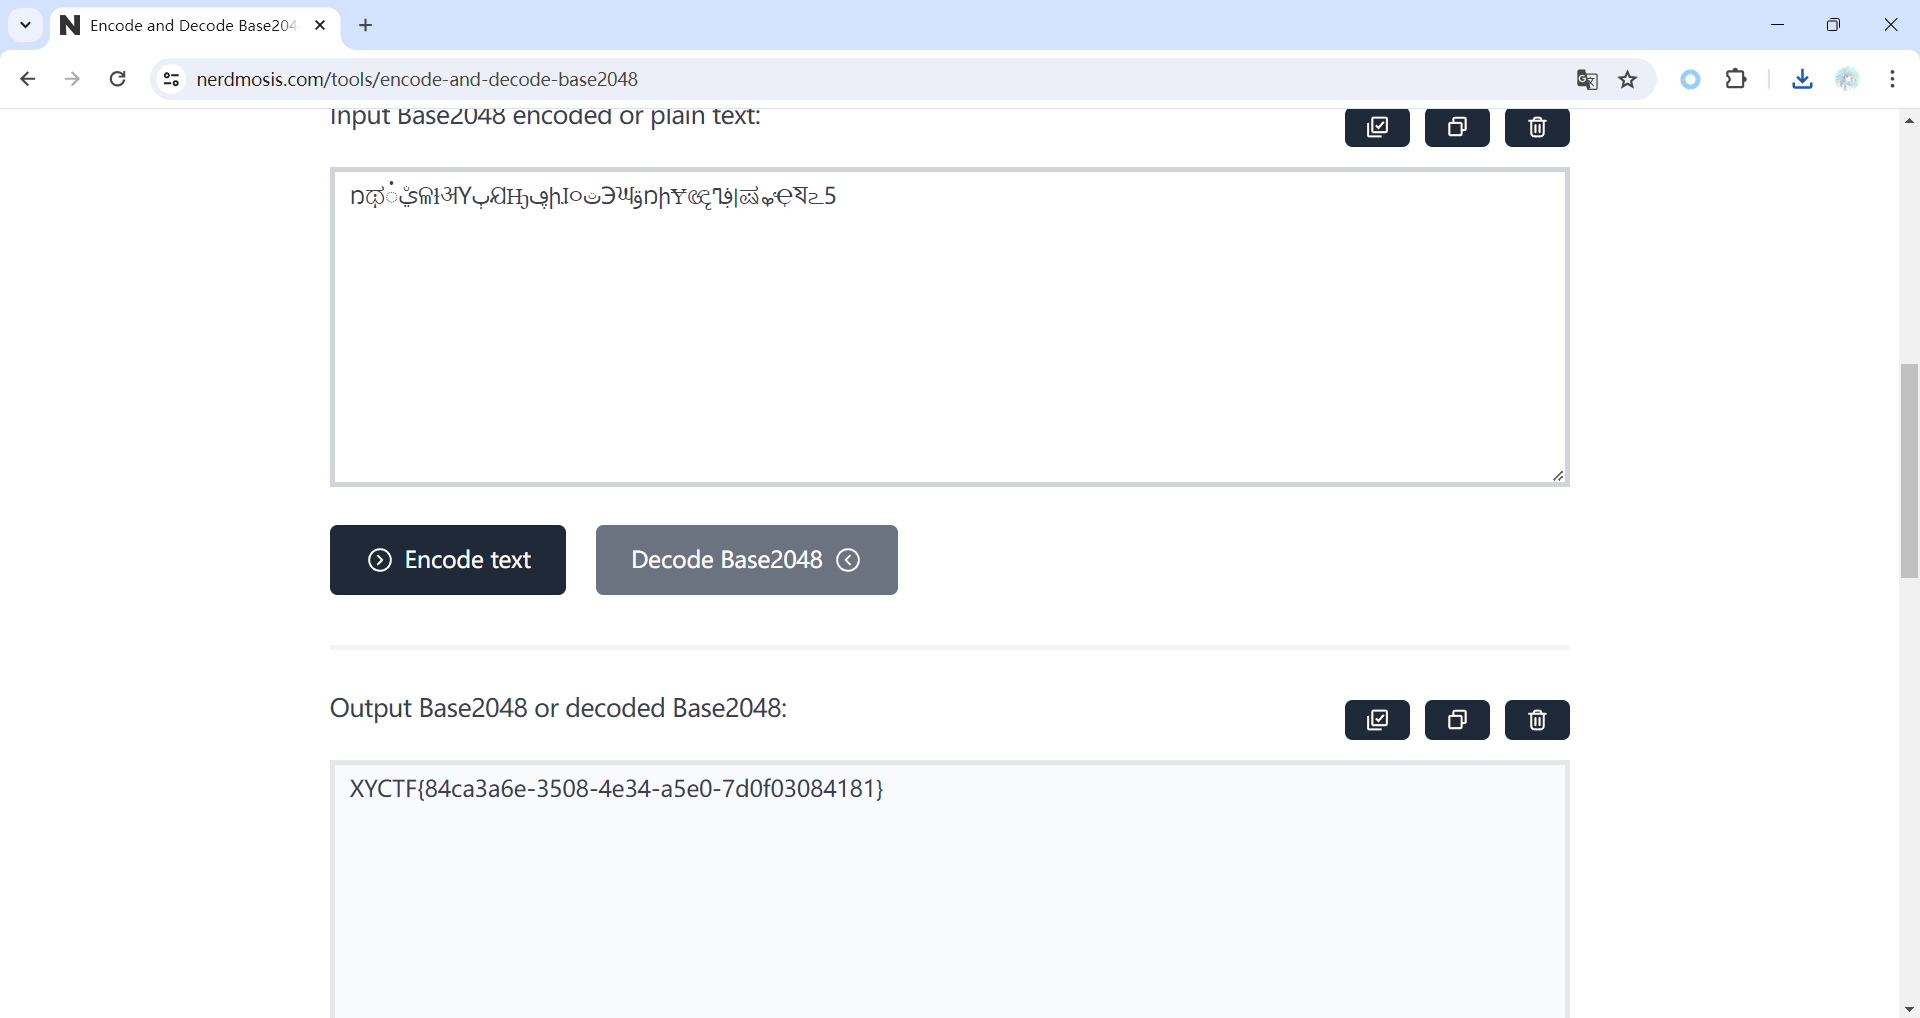 Encode and Decode Base204
nerdmosis.com/tools/encode-and-decode-base2048
Input Base2048 encoded or plain text:
Encode text
Decode Base2048
Output Base2048 or decoded Base2048:
XYCTF{84ca3a6e-3508-4e34-a5e0-7d0f03084181}